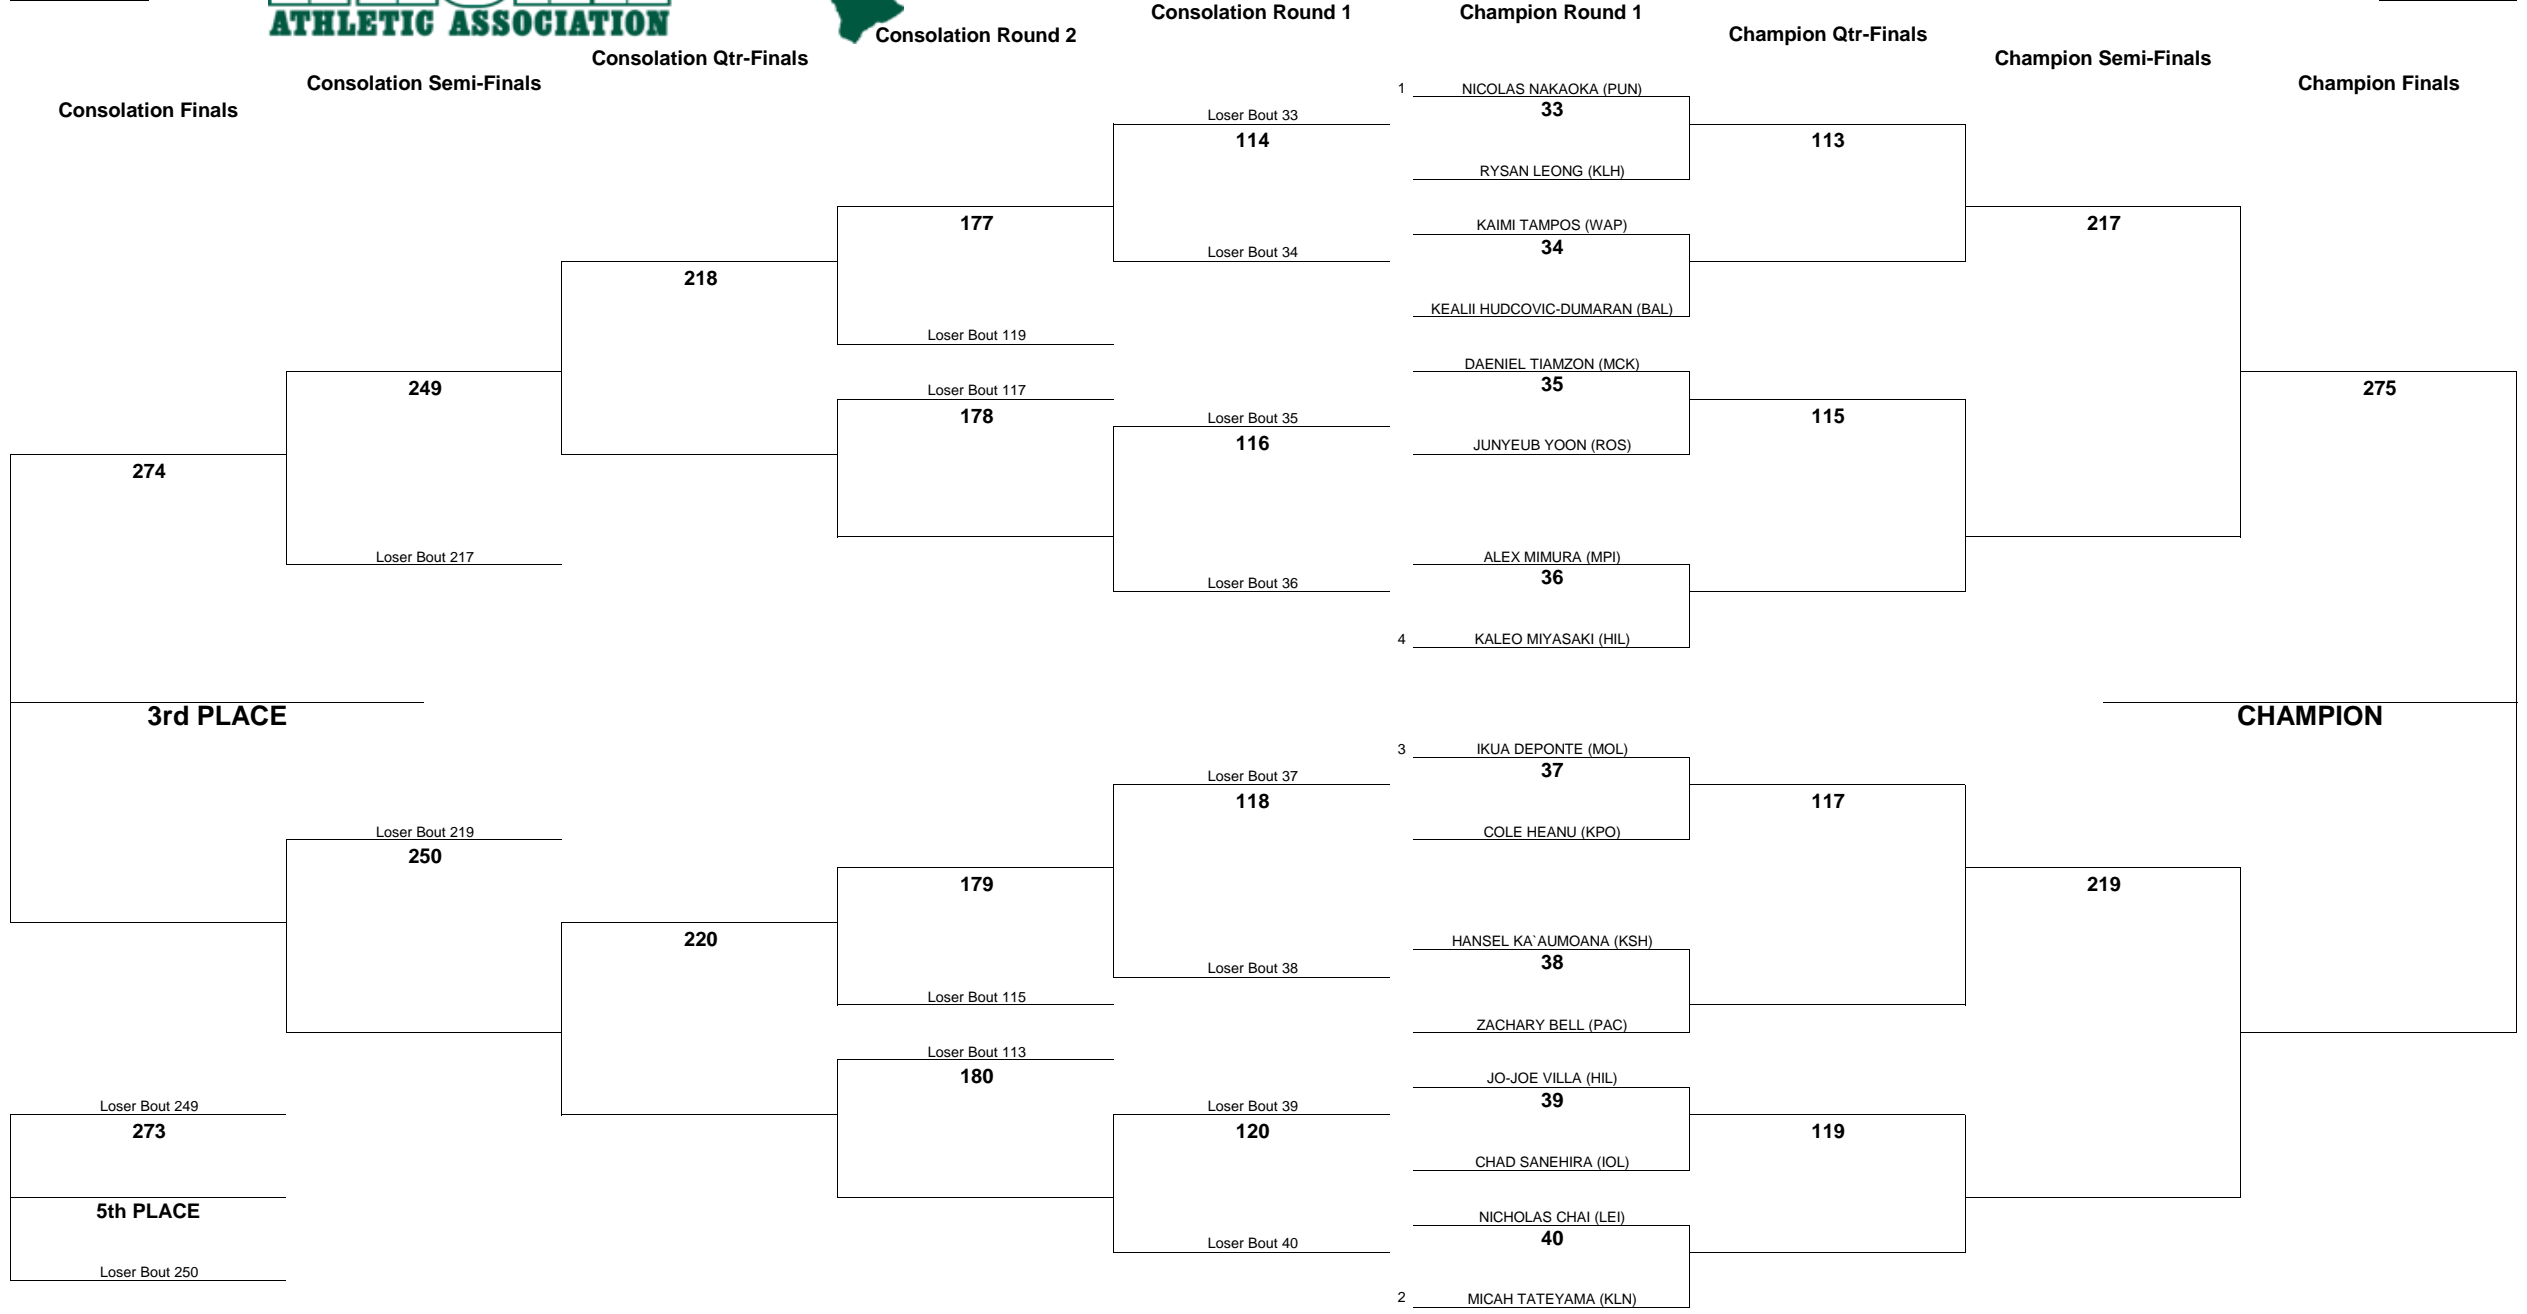 ATHLETIC ASSOCIATION
Consolation Round 1
Champion Round 1
Consolation Round 2
Champion Qtr-Finals
Consolation Qtr-Finals
Champion Semi-Finals
Consolation Semi-Finals
Champion Finals
Consolation Finals
1 NICOLAS NAKAOKA (PUN)
33
RYSAN LEONG (KLH)
KAIMI TAMPOS (WAP)
34
KEALII HUDCOVIC-DUMARAN (BAL)
DAENIEL TIAMZON (MCK)
35
JUNYEUB YOON (ROS)
ALEX MIMURA (MPI)
36
4 KALEO MIYASAKI (HIL)
3 IKUA DEPONTE (MOL)
37
COLE HEANU (KPO)
HANSEL KA`AUMOANA (KSH)
38
ZACHARY BELL (PAC)
JO-JOE VILLA (HIL)
39
CHAD SANEHIRA (IOL)
NICHOLAS CHAI (LEI)
40
2 MICAH TATEYAMA (KLN)
113
115
117
119
217
219
275
CHAMPION
Loser Bout 33
114
Loser Bout 34
Loser Bout 35
116
Loser Bout 36
Loser Bout 37
118
Loser Bout 38
Loser Bout 39
120
Loser Bout 40
177
Loser Bout 119
Loser Bout 117
178
179
Loser Bout 115
Loser Bout 113
180
218
220
249
Loser Bout 217
Loser Bout 219
250
274
3rd PLACE
Loser Bout 249
273
5th PLACE
Loser Bout 250